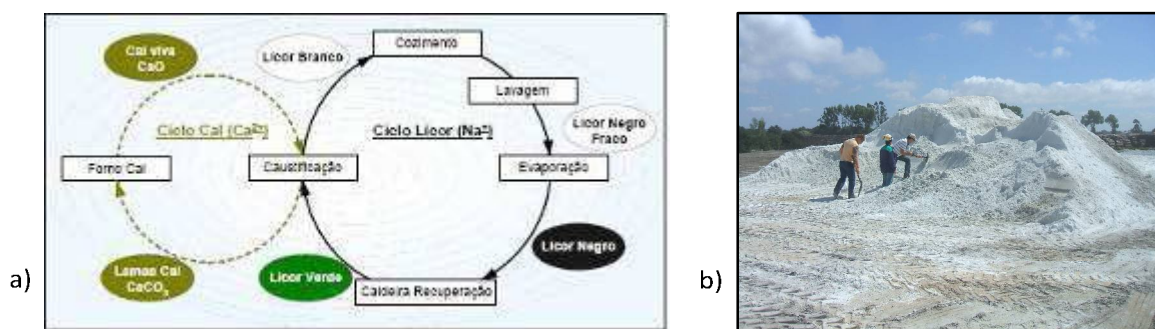 Cal viva
CaO
Licor Branco
Cozimento
Lavagem
Licor Negro
Fraco
Ciclo Cal (Ca²⁺)
Ciclo Licor (Na⁺)
Forno Cal
Caustificação
Evaporação
Lamas Cal
CaCO₃
Licor Verde
Licor Negro
Caldeira Recuperação
a)
b)